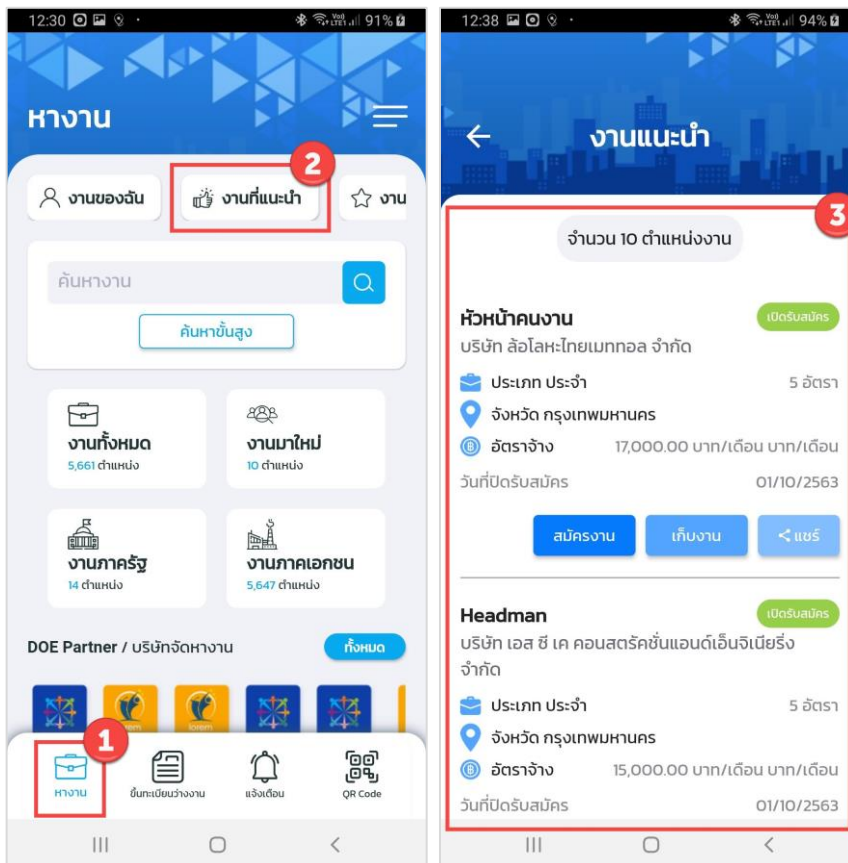 12:30
91%
หางาน
2
งานของฉัน
งานที่แนะนำ
งาน
ค้นหางาน
ค้นหาขั้นสูง
งานทั้งหมด
5,661 ตำแหน่ง
งานมาใหม่
10 ตำแหน่ง
งานภาครัฐ
14 ตำแหน่ง
งานภาคเอกชน
5,647 ตำแหน่ง
DOE Partner / บริษัทจัดหางาน
ทั้งหมด
1
หางาน
ขึ้นทะเบียนว่างงาน
แจ้งเตือน
QR Code
12:38
94%
งานแนะนำ
3
จำนวน 10 ตำแหน่งงาน
หัวหน้าคนงาน
เปิดรับสมัคร
บริษัท ล้อโลหะไทยเมททอล จำกัด
ประเภท ประจำ 5 อัตรา
จังหวัด กรุงเทพมหานคร
อัตราจ้าง 17,000.00 บาท/เดือน บาท/เดือน
วันที่ปิดรับสมัคร 01/10/2563
สมัครงาน
เก็บงาน
แชร์
Headman
เปิดรับสมัคร
บริษัท เอส ซี เค คอนสตรัคชั่นแอนด์เอ็นจิเนียริ่ง
จำกัด
ประเภท ประจำ 5 อัตรา
จังหวัด กรุงเทพมหานคร
อัตราจ้าง 15,000.00 บาท/เดือน บาท/เดือน
วันที่ปิดรับสมัคร 01/10/2563